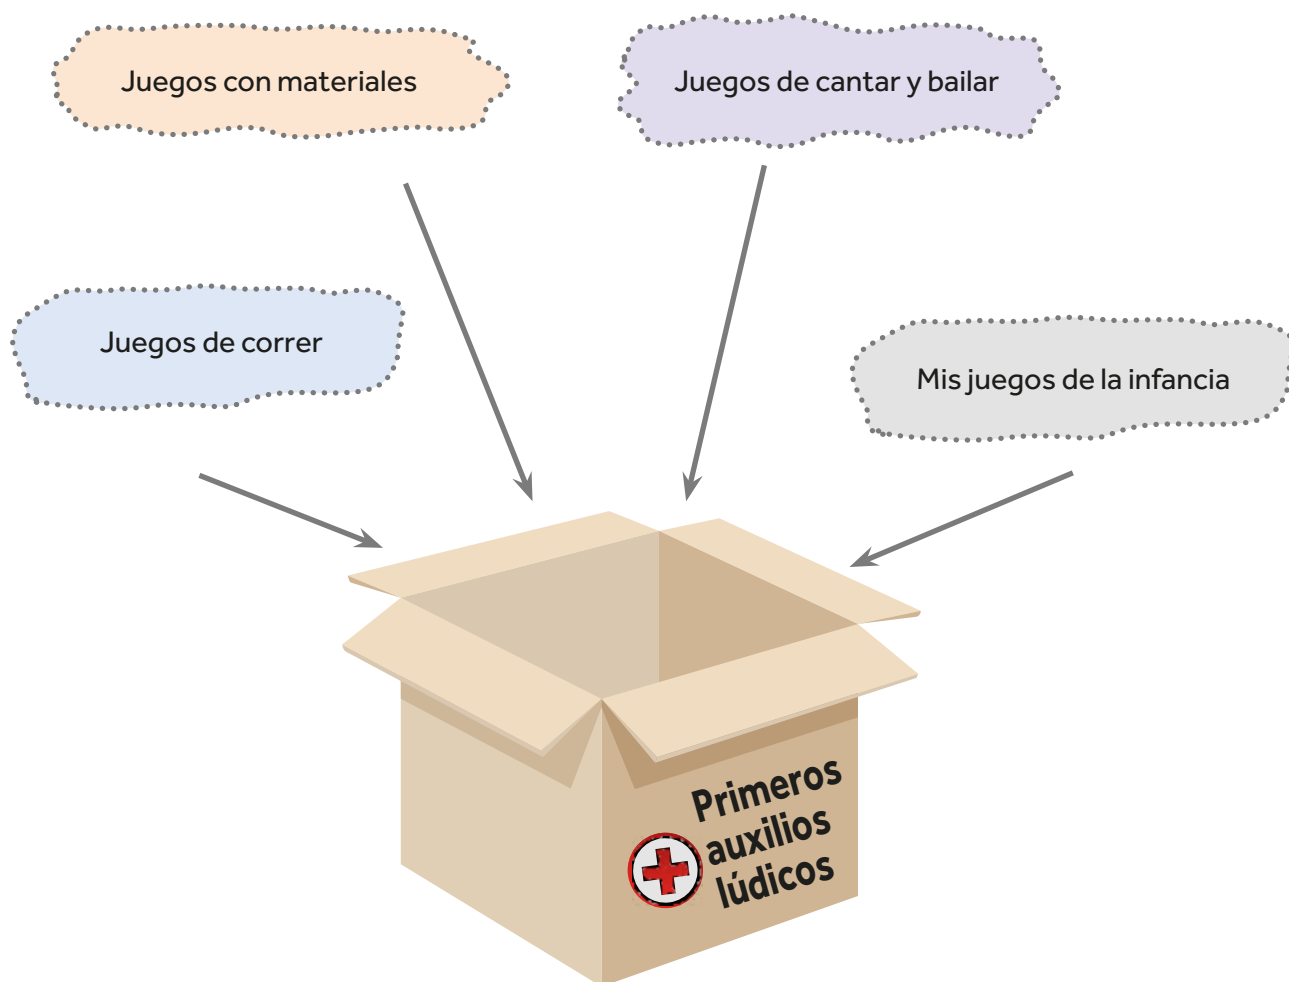 Juegos con materiales
Juegos de cantar y bailar
Juegos de correr
Mis juegos de la infancia
Primeros
auxilios
lúdicos